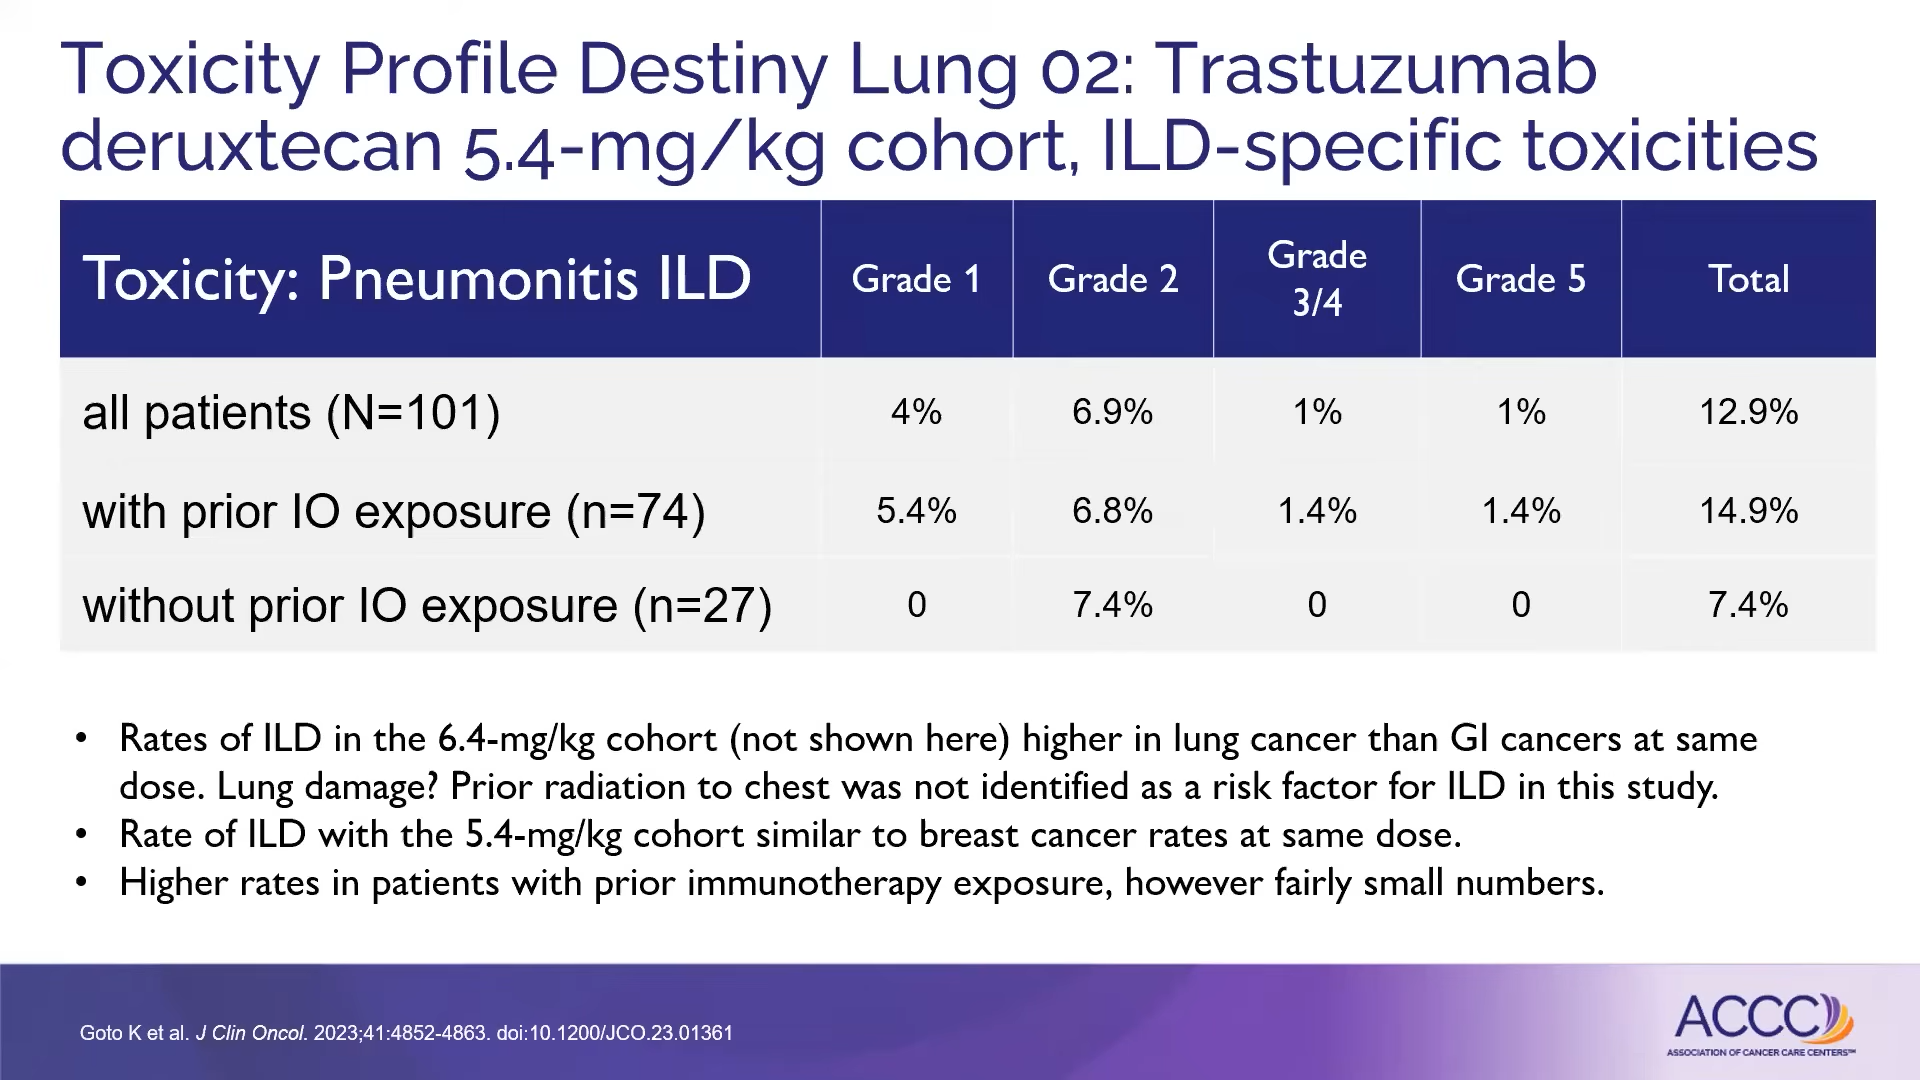 Toxicity Profile Destiny Lung 02: Trastuzumab
deruxtecan 5.4-mg/kg cohort, ILD-specific toxicities
Toxicity: Pneumonitis ILD Grade 1 Grade 2 Grade 3/4 Grade 5 Total
all patients (N=101) 4% 6.9% 1% 1% 12.9%
with prior IO exposure (n=74) 5.4% 6.8% 1.4% 1.4% 14.9%
without prior IO exposure (n=27) 0 7.4% 0 0 7.4%
• Rates of ILD in the 6.4-mg/kg cohort (not shown here) higher in lung cancer than GI cancers at same
dose. Lung damage? Prior radiation to chest was not identified as a risk factor for ILD in this study.
• Rate of ILD with the 5.4-mg/kg cohort similar to breast cancer rates at same dose.
• Higher rates in patients with prior immunotherapy exposure, however fairly small numbers.
Goto K et al. J Clin Oncol. 2023;41:4852-4863. doi:10.1200/JCO.23.01361
ACCC
ASSOCIATION OF CANCER CARE CENTERS™